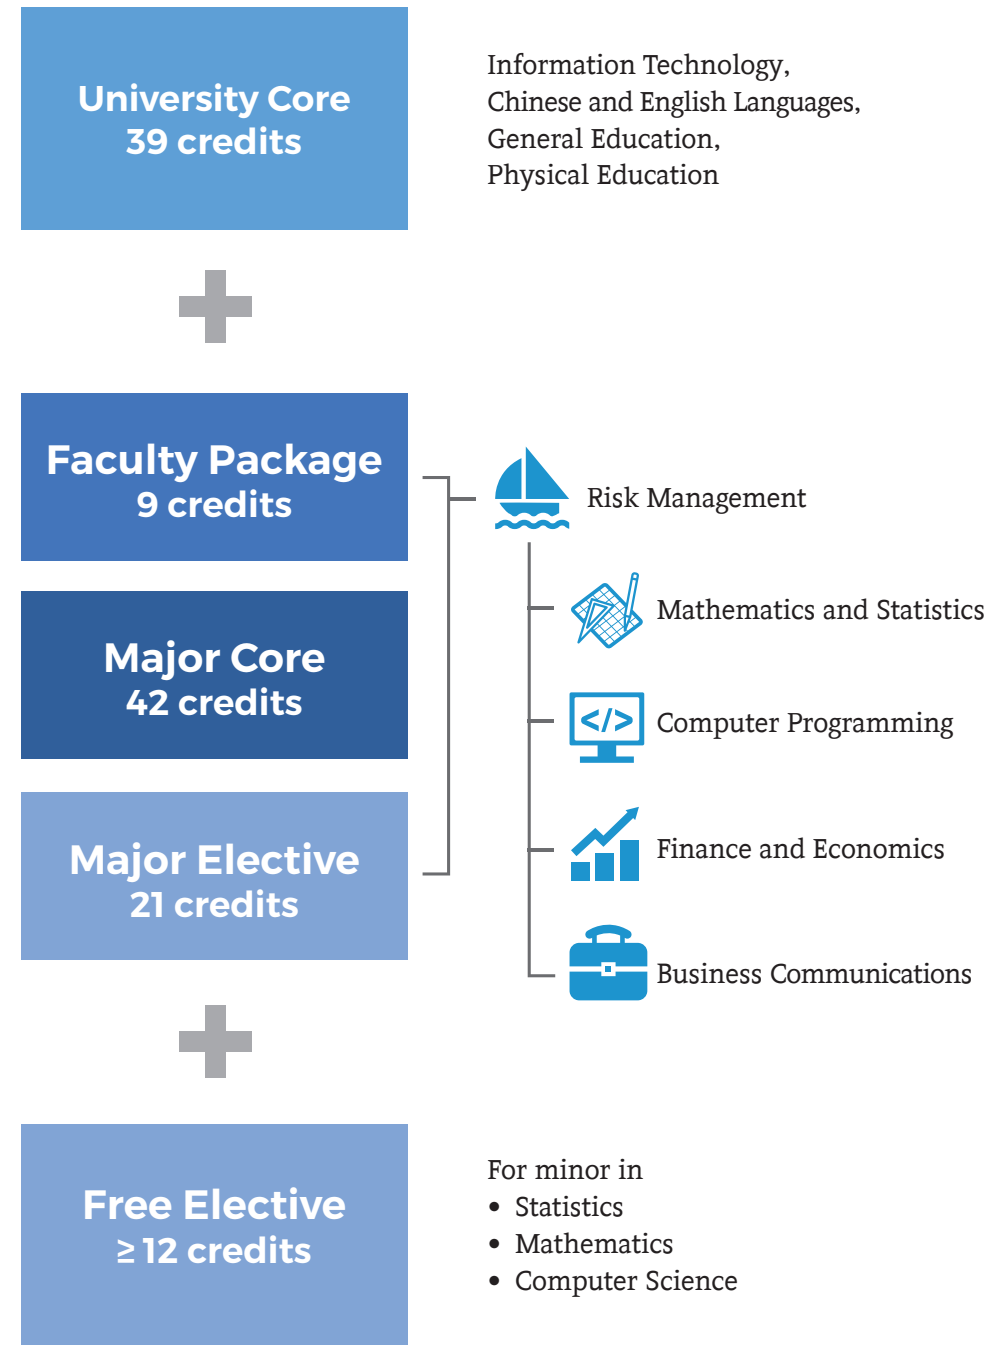 University Core
39 credits
Information Technology,
Chinese and English Languages,
General Education,
Physical Education
Faculty Package
9 credits
Major Core
42 credits
Major Elective
21 credits
Risk Management
Mathematics and Statistics
</>
Computer Programming
Finance and Economics
Business Communications
Free Elective
≥ 12 credits
For minor in
• Statistics
• Mathematics
• Computer Science